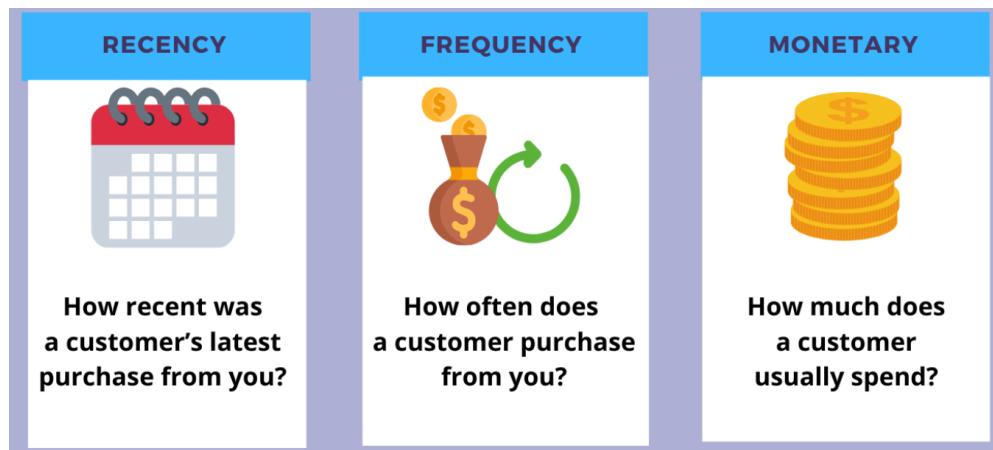 RECENCY
How recent was
a customer’s latest
purchase from you?
FREQUENCY
$
$
$
How often does
a customer purchase
from you?
MONETARY
$
How much does
a customer
usually spend?